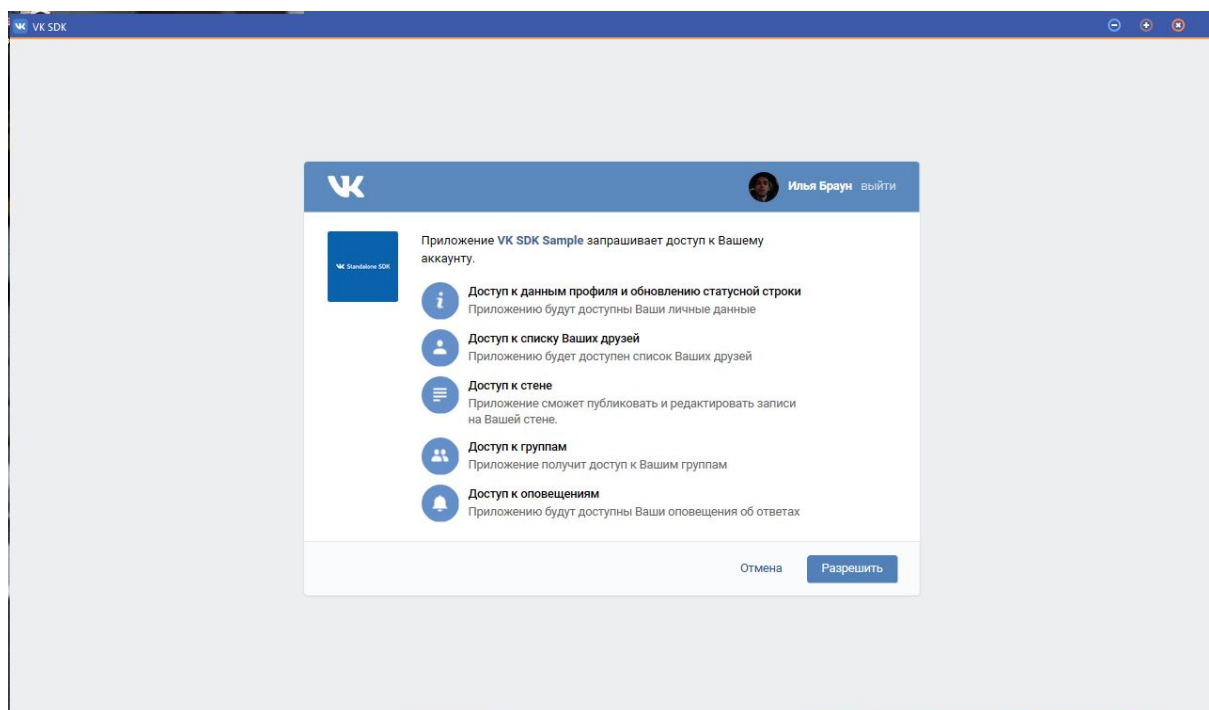 VK SDK
VK
Илья Браун выйти
VK Standalone SDK
Приложение VK SDK Sample запрашивает доступ к Вашему
аккаунту.
Доступ к данным профиля и обновлению статусной строки
Приложению будут доступны Ваши личные данные
Доступ к списку Ваших друзей
Приложению будет доступен список Ваших друзей
Доступ к стене
Приложение сможет публиковать и редактировать записи
на Вашей стене.
Доступ к группам
Приложение получит доступ к Вашим группам
Доступ к оповещениям
Приложению будут доступны Ваши оповещения об ответах
Отмена Разрешить